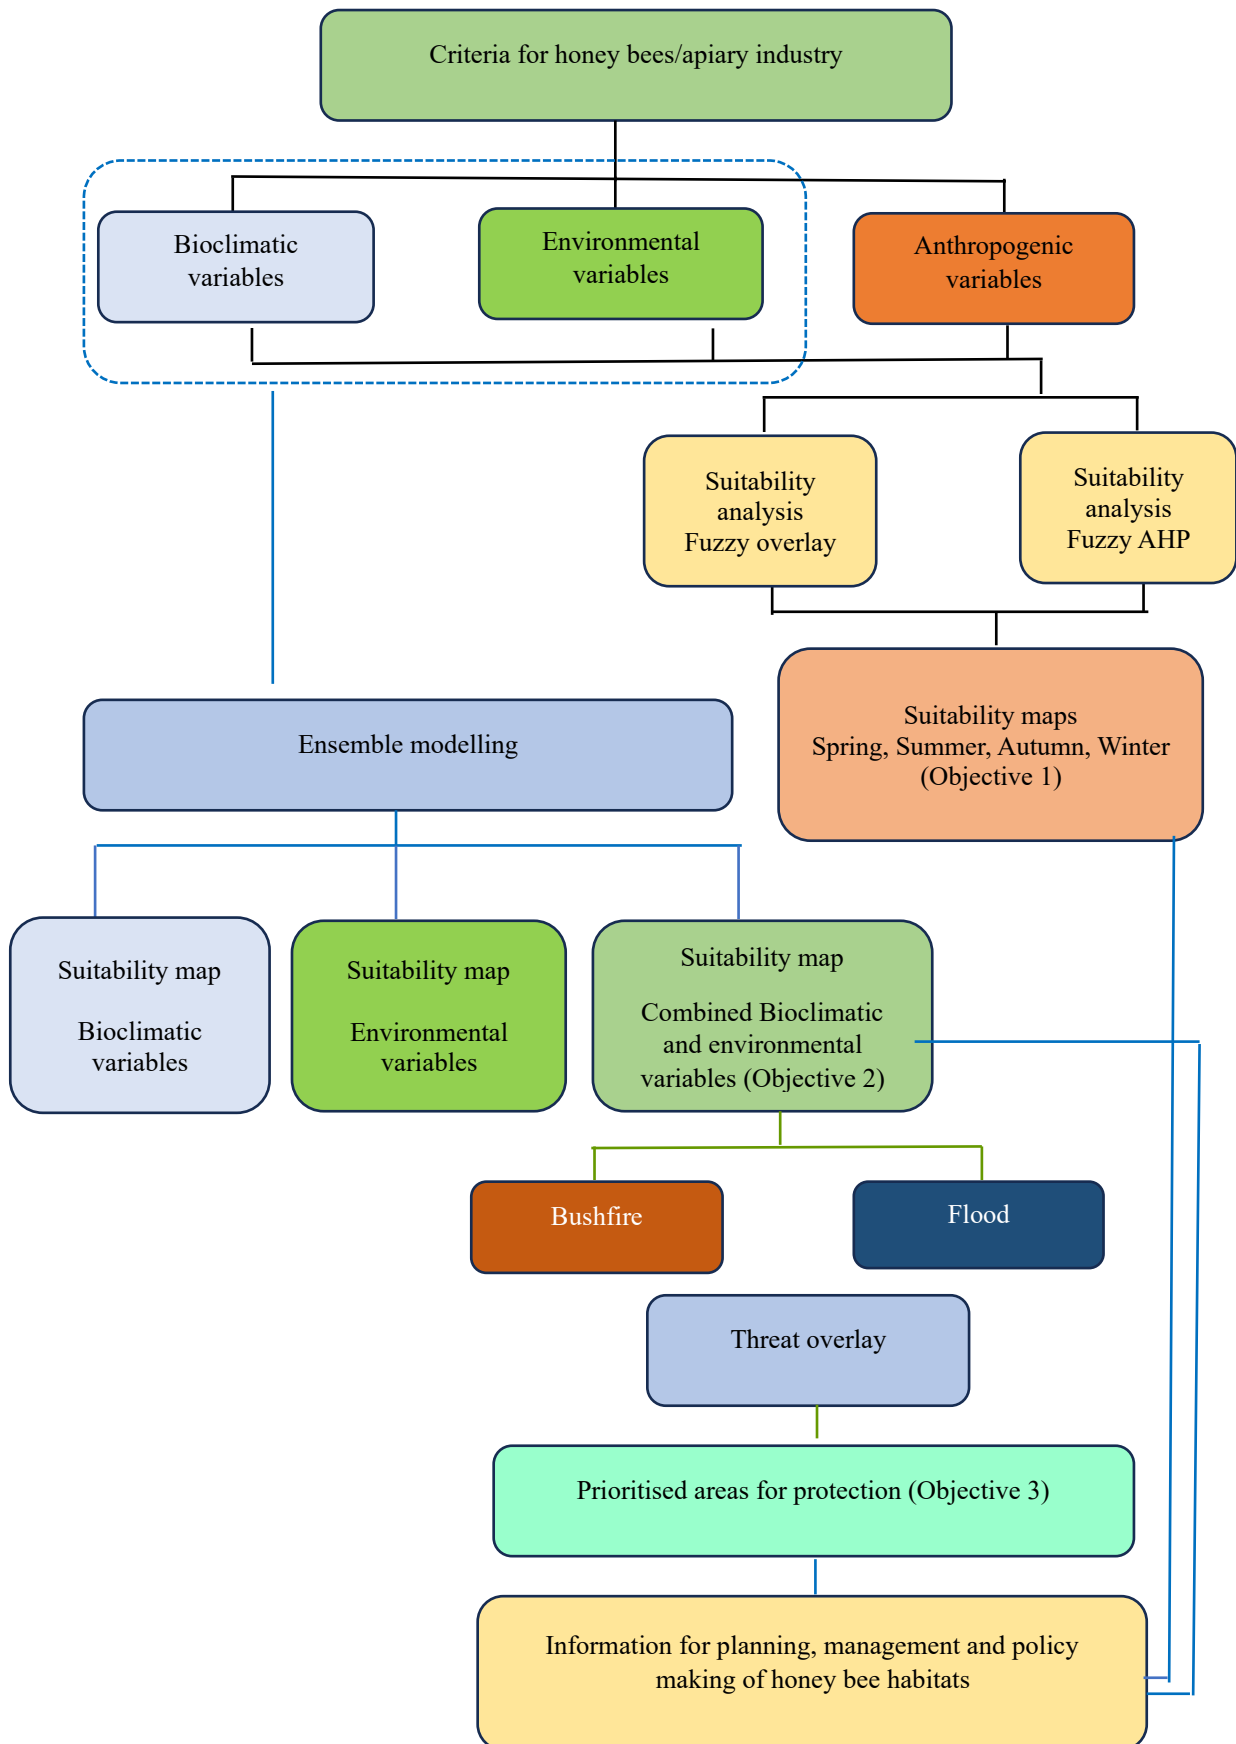 Criteria for honey bees/apiary industry
Bioclimatic
variables
Environmental
variables
Anthropogenic
variables
Suitability
analysis
Fuzzy overlay
Suitability
analysis
Fuzzy AHP
Suitability maps
Spring, Summer, Autumn, Winter
(Objective 1)
Ensemble modelling
Suitability map
Bioclimatic
variables
Suitability map
Environmental
variables
Suitability map
Combined Bioclimatic
and environmental
variables (Objective 2)
Bushfire
Flood
Threat overlay
Prioritised areas for protection (Objective 3)
Information for planning, management and policy
making of honey bee habitats